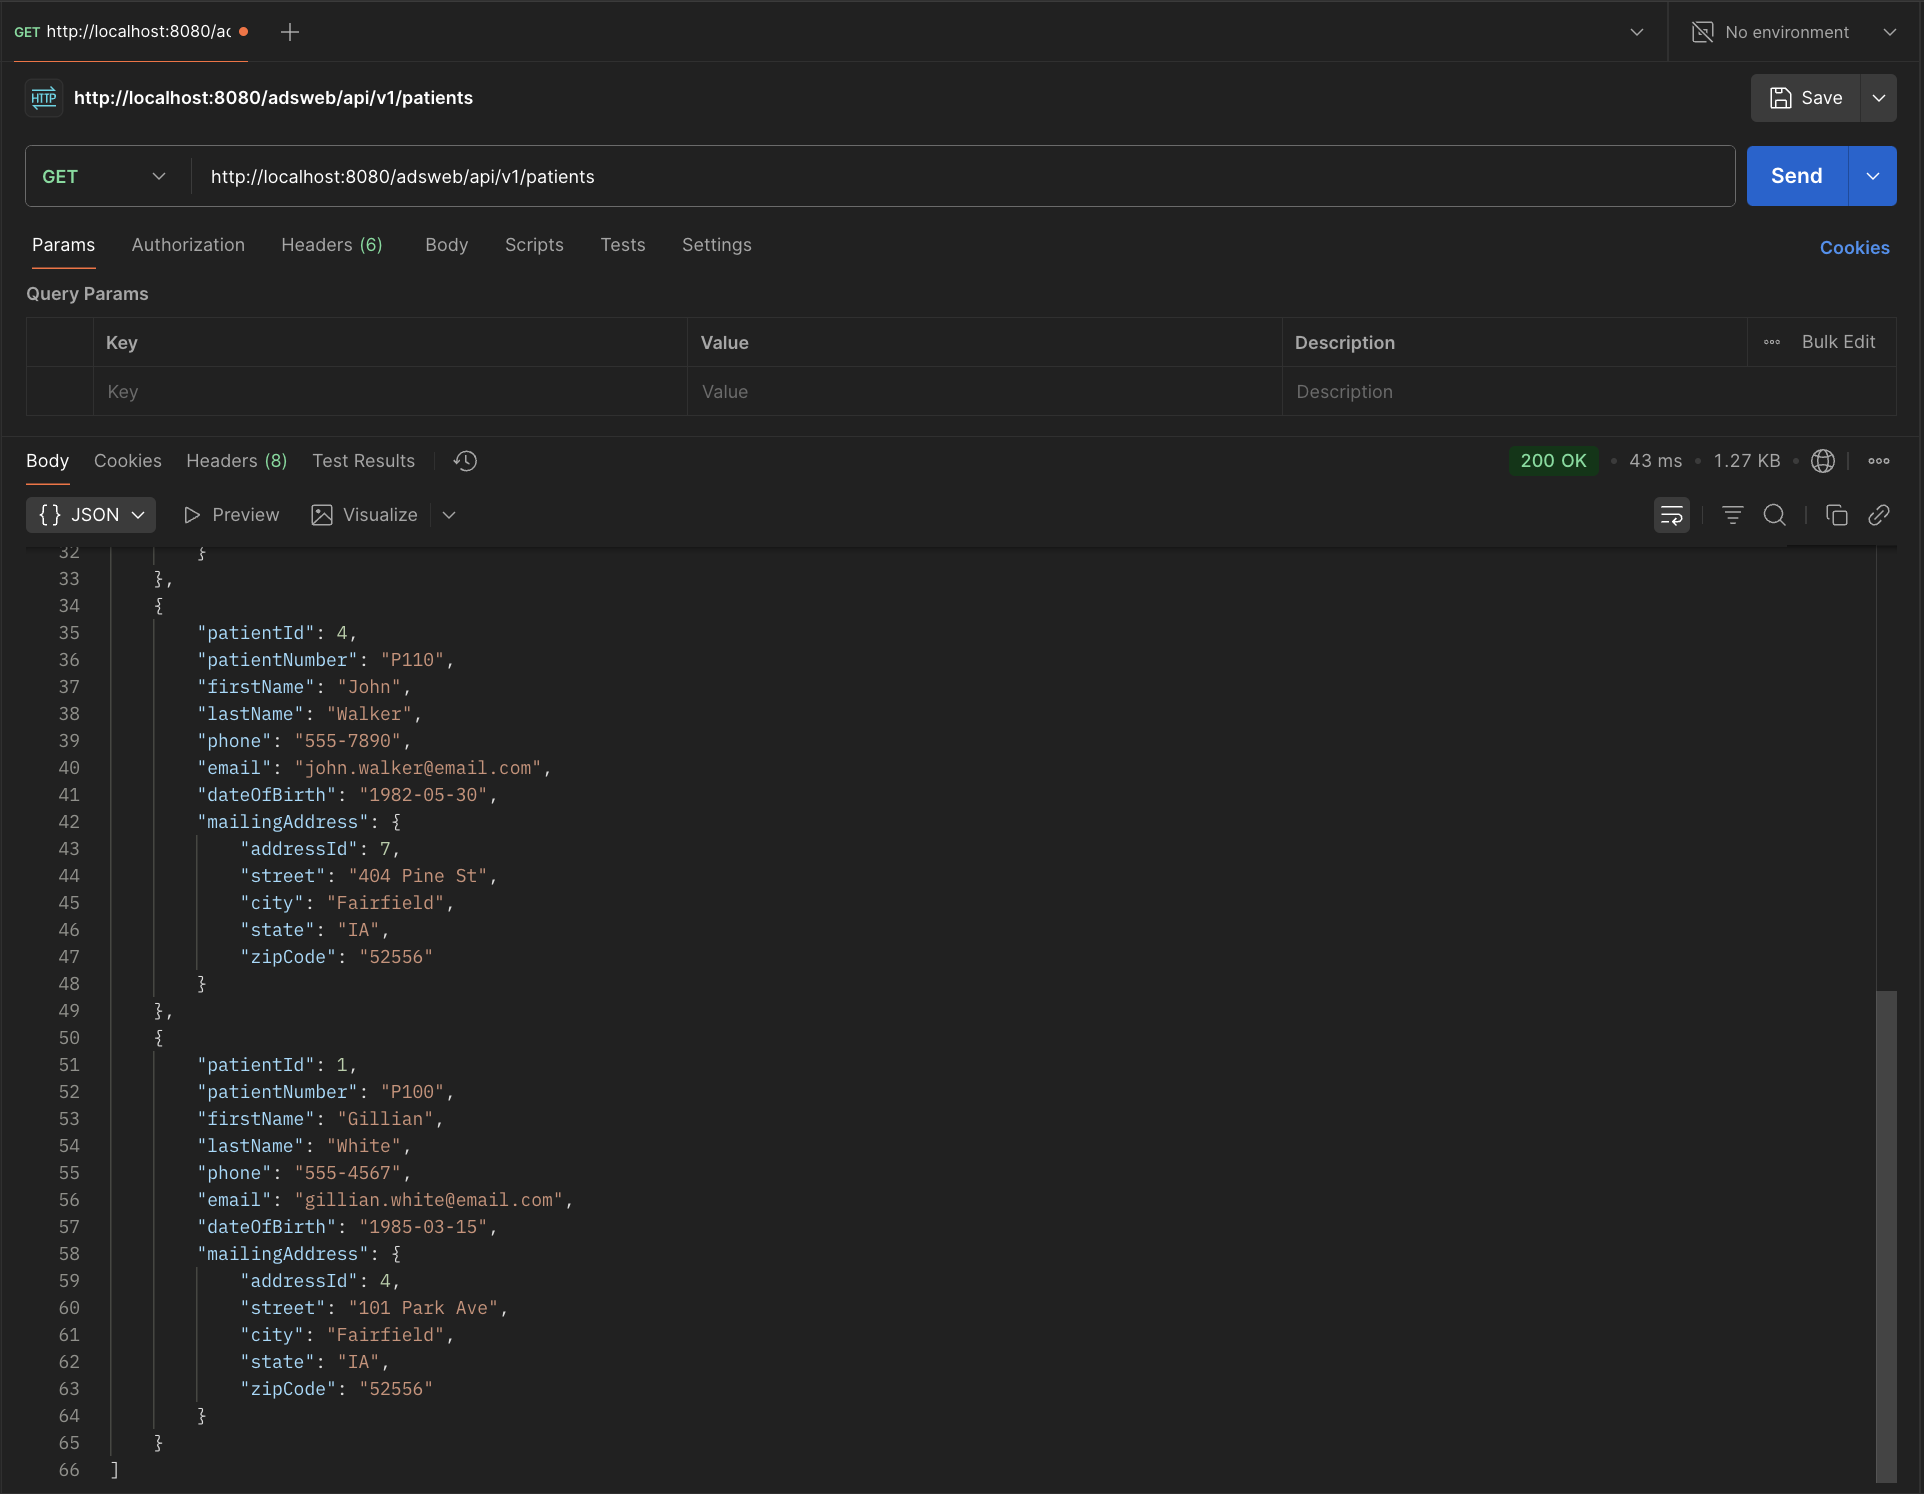 GET http://localhost:8080/ac
No environment
HTTP http://localhost:8080/adsweb/api/v1/patients
Save
GET http://localhost:8080/adsweb/api/v1/patients
Send
Params Authorization Headers (6) Body Scripts Tests Settings
Cookies
Query Params
Key Value Description Bulk Edit
Key Value Description
Body Cookies Headers (8) Test Results
200 OK 43 ms 1.27 KB
{} JSON Preview Visualize
32 }
33 },
34 {
35 "patientId": 4,
36 "patientNumber": "P110",
37 "firstName": "John",
38 "lastName": "Walker",
39 "phone": "555-7890",
40 "email": "john.walker@email.com",
41 "dateOfBirth": "1982-05-30",
42 "mailingAddress": {
43 "addressId": 7,
44 "street": "404 Pine St",
45 "city": "Fairfield",
46 "state": "IA",
47 "zipCode": "52556"
48 }
49 },
50 {
51 "patientId": 1,
52 "patientNumber": "P100",
53 "firstName": "Gillian",
54 "lastName": "White",
55 "phone": "555-4567",
56 "email": "gillian.white@email.com",
57 "dateOfBirth": "1985-03-15",
58 "mailingAddress": {
59 "addressId": 4,
60 "street": "101 Park Ave",
61 "city": "Fairfield",
62 "state": "IA",
63 "zipCode": "52556"
64 }
65 }
66 ]